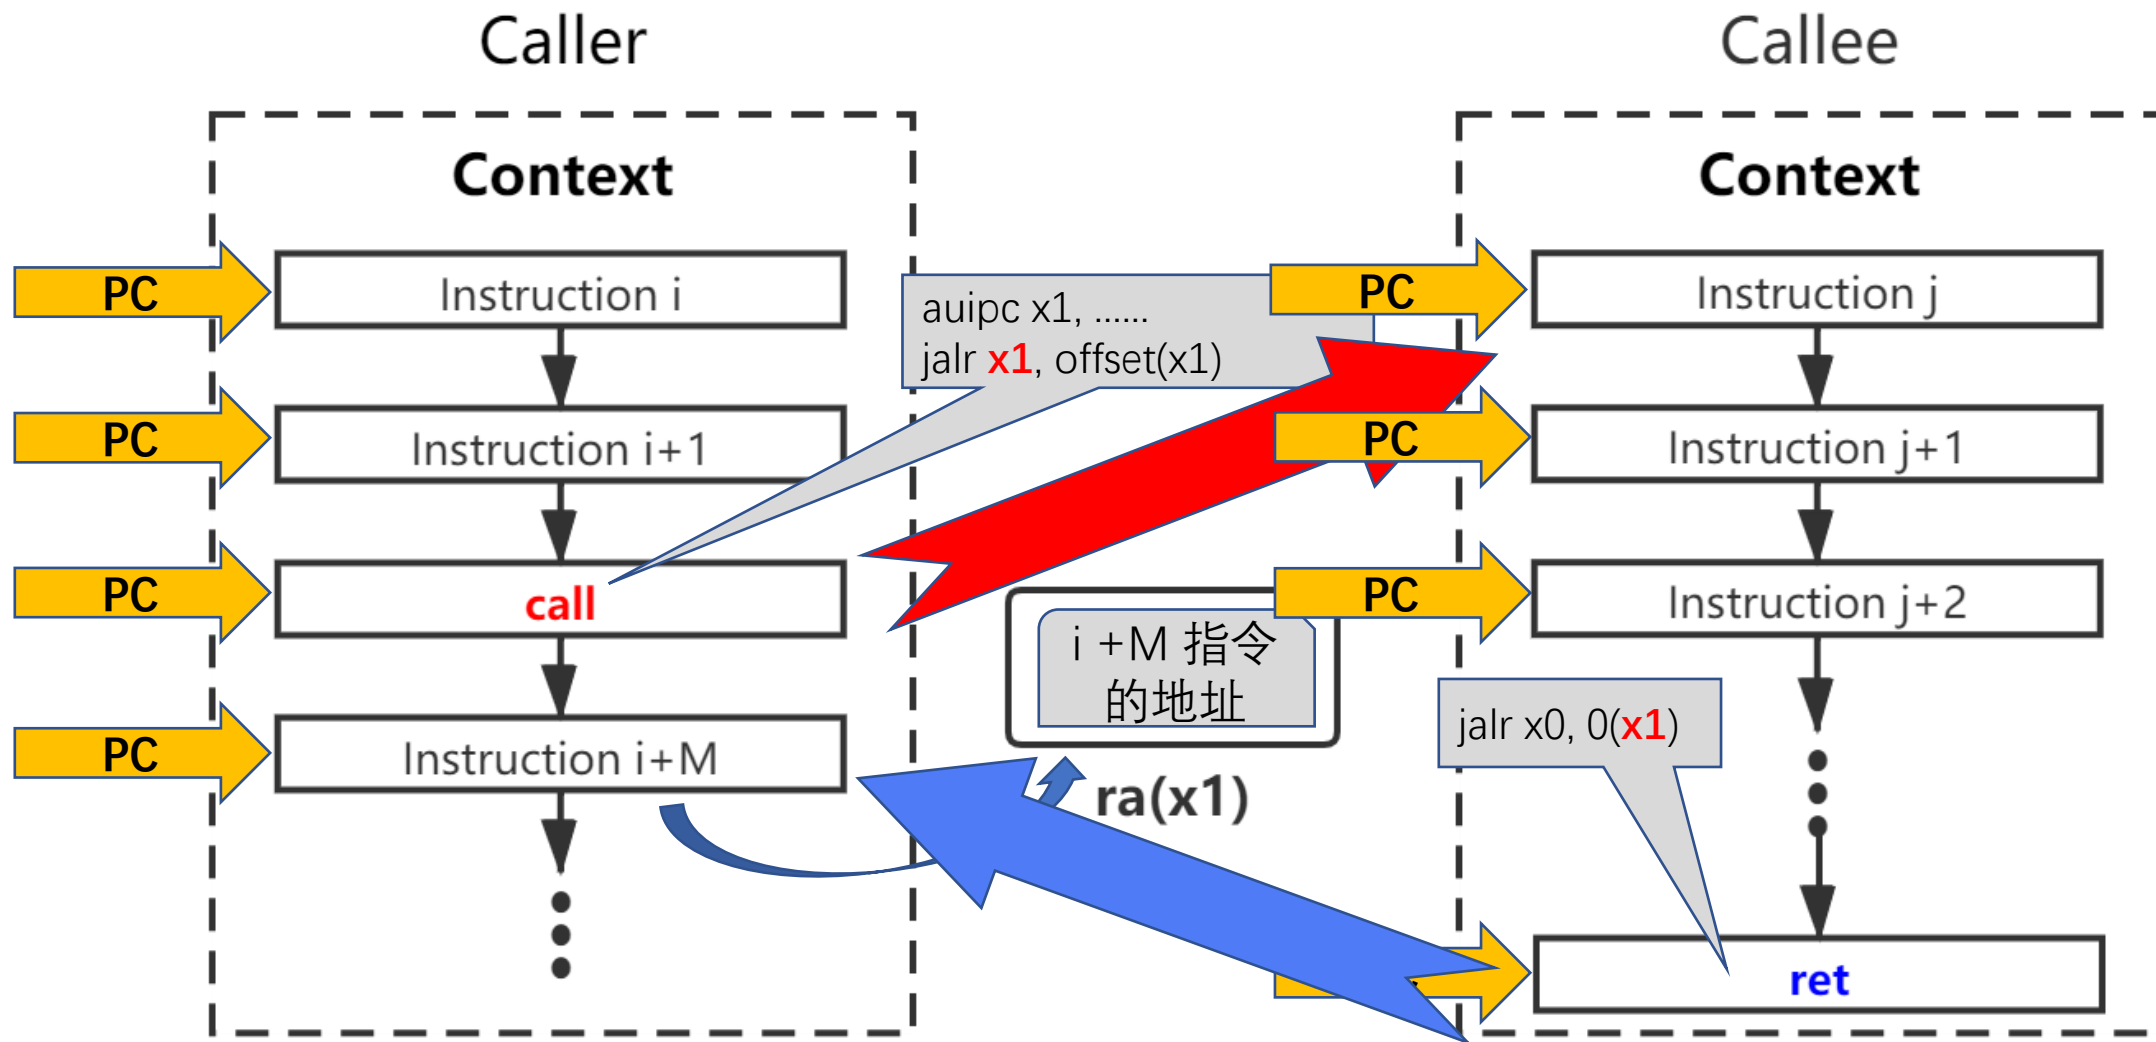 Caller
Callee
Context
Context
PC
Instruction i
auipc x1, ......
jalr x1, offset(x1)
PC
Instruction j
PC
Instruction i+1
PC
Instruction j+1
PC
call
PC
Instruction j+2
i +M 指令
的地址
ra(x1)
PC
Instruction i+M
jalr x0, 0(x1)
ret